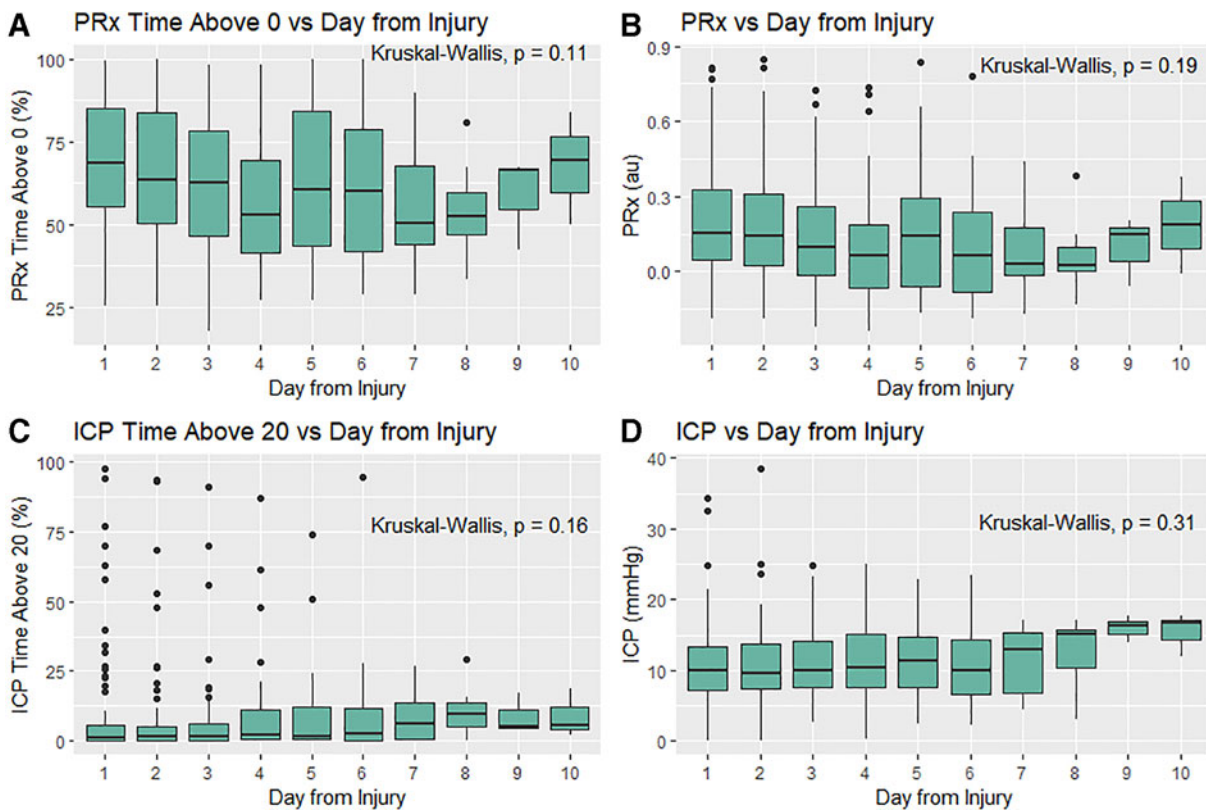 A PRx Time Above 0 vs Day from Injury
Kruskal-Wallis, p = 0.11
PRx Time Above 0 (%)
100
75
50
25
1 2 3 4 5 6 7 8 9 10
Day from Injury
B PRx vs Day from Injury
Kruskal-Wallis, p = 0.19
PRx (au)
0.9
0.6
0.3
0.0
1 2 3 4 5 6 7 8 9 10
Day from Injury
C ICP Time Above 20 vs Day from Injury
Kruskal-Wallis, p = 0.16
ICP Time Above 20 (%)
100
75
50
25
0
1 2 3 4 5 6 7 8 9 10
Day from Injury
D ICP vs Day from Injury
Kruskal-Wallis, p = 0.31
ICP (mmHg)
40
30
20
10
0
1 2 3 4 5 6 7 8 9 10
Day from Injury